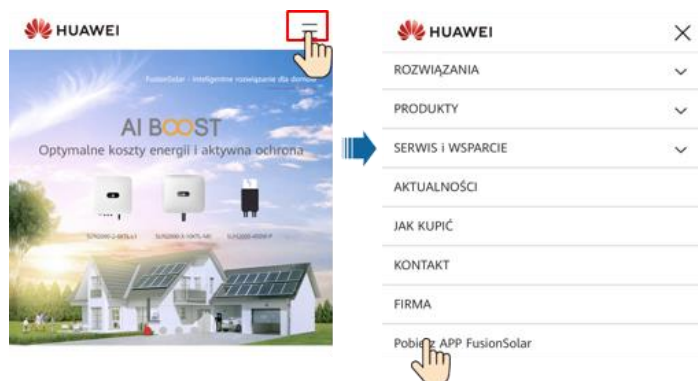 HUAWEI
FusionSolar - inteligentne rozwiązanie dla domów
AI BOOST
Optymalne koszty energii i aktywna ochrona
HUAWEI
ROZWIĄZANIA
PRODUKTY
SERWIS i WSPARCIE
AKTUALNOŚCI
JAK KUPIĆ
KONTAKT
FIRMA
Pobierz APP FusionSolar